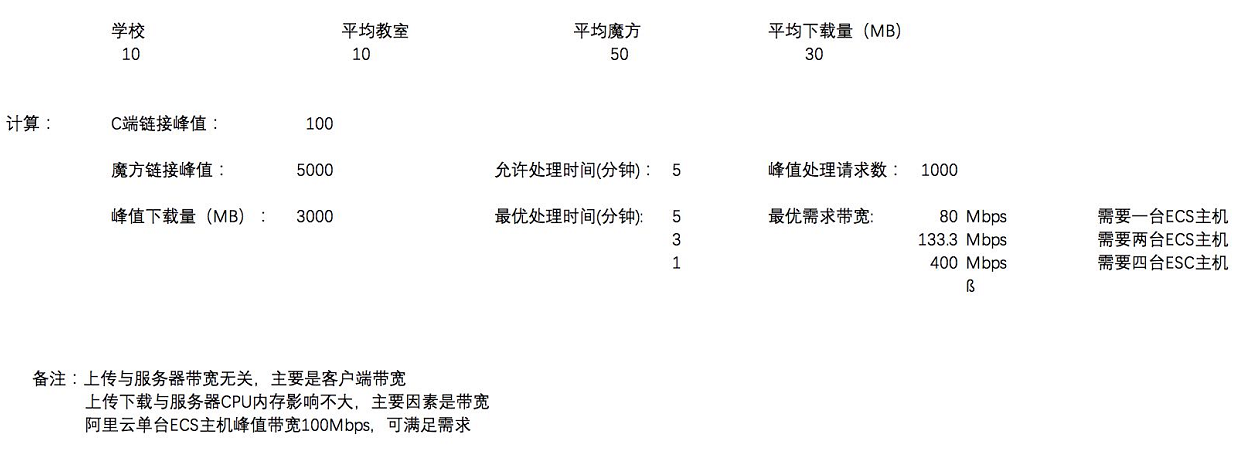 学校 平均教室 平均魔方 平均下载量（MB）
10 10 50 30
计算： C端链接峰值： 100
魔方链接峰值： 5000 允许处理时间(分钟)： 5 峰值处理请求数： 1000
峰值下载量（MB）： 3000 最优处理时间(分钟): 5 最优需求带宽: 80 Mbps 需要一台ECS主机
3 133.3 Mbps 需要两台ECS主机
1 400 Mbps 需要四台ESC主机
ß
备注：上传与服务器带宽无关，主要是客户端带宽
上传下载与服务器CPU内存影响不大，主要因素是带宽
阿里云单台ECS主机峰值带宽100Mbps，可满足需求